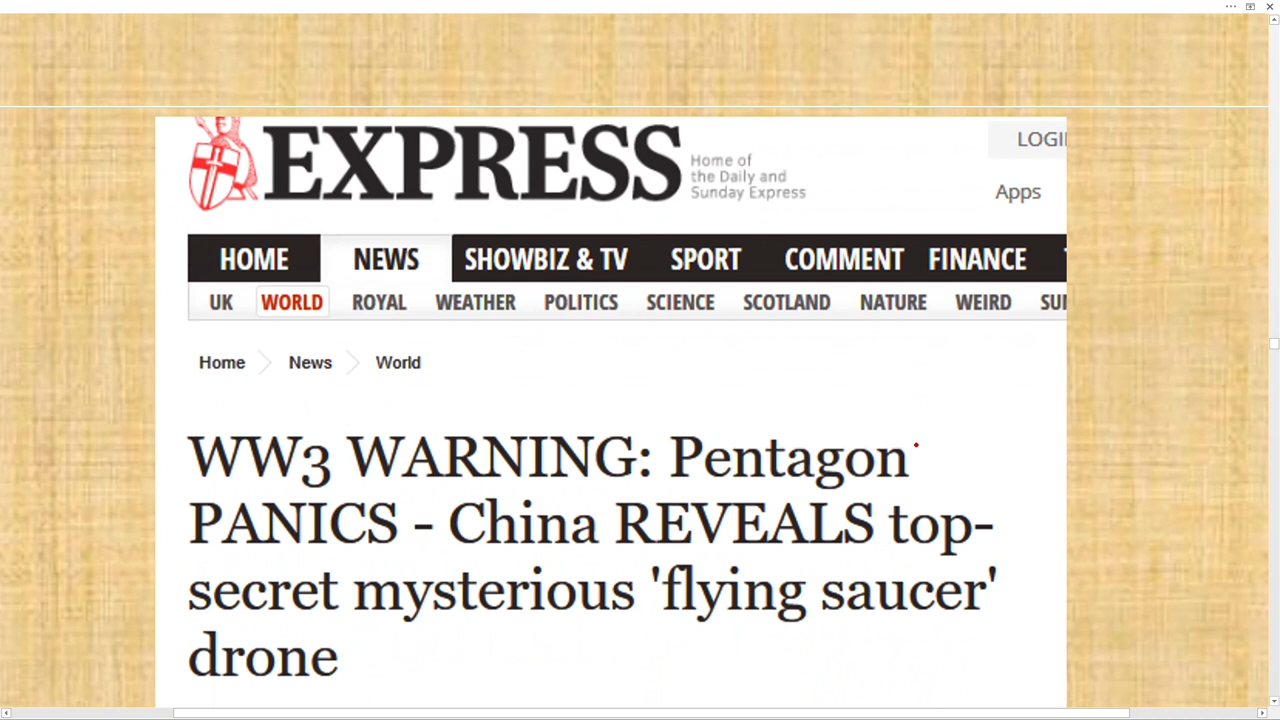 EXPRESS
Home of
the Daily and
Sunday Express
LOGI
Apps
HOME NEWS SHOWBIZ & TV SPORT COMMENT FINANCE
UK WORLD ROYAL WEATHER POLITICS SCIENCE SCOTLAND NATURE WEIRD SU
Home News World
WW3 WARNING: Pentagon
PANICS - China REVEALS top-
secret mysterious 'flying saucer'
drone